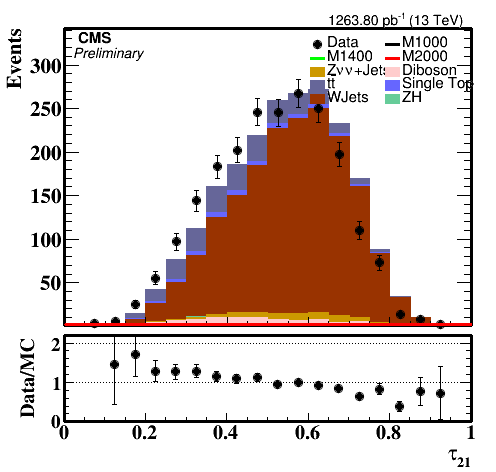 1263.80 pb⁻¹ (13 TeV)
CMS
Preliminary
Data
M1000
M1400
M2000
Zνν+Jets
Diboson
tt
Single Top
WJets
ZH
Events
300
250
200
150
100
50
Data/MC
2
1
0
0 0.2 0.4 0.6 0.8 1
τ₂₁